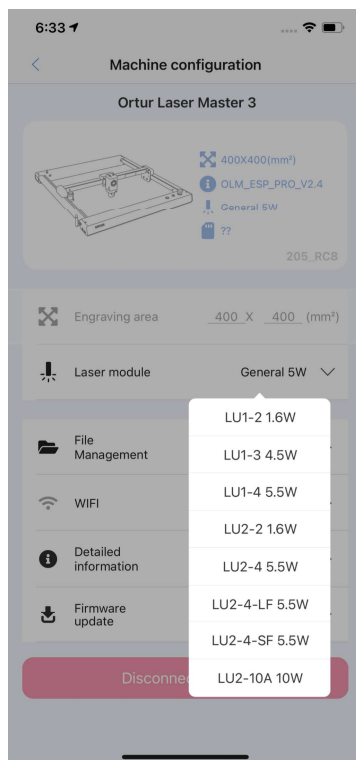 6:33
Machine configuration
Ortur Laser Master 3
400X400(mm²)
OLM_ESP_PRO_V2.4
General 5W
??
205_RCB
Engraving area 400 X 400 (mm²)
Laser module General 5W
LU1-2 1.6W
LU1-3 4.5W
LU1-4 5.5W
LU2-2 1.6W
LU2-4 5.5W
LU2-4-LF 5.5W
LU2-4-SF 5.5W
LU2-10A 10W
File
Management
WIFI
Detailed
information
Firmware
update
Disconne